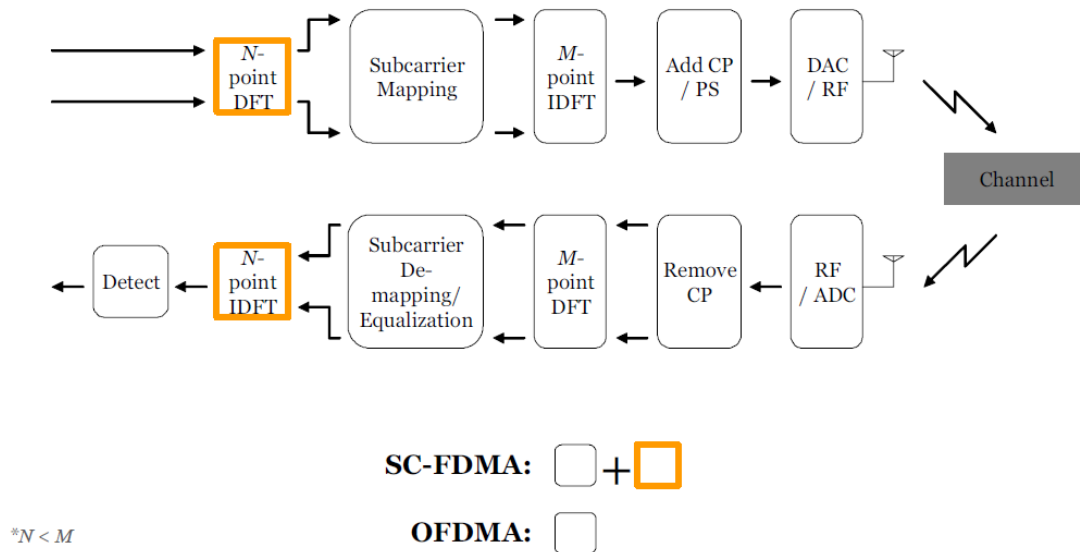 N-
point
DFT
Subcarrier
Mapping
M-
point
IDFT
Add CP
/ PS
DAC
/ RF
Channel
Detect
N-
point
IDFT
Subcarrier
De-
mapping/
Equalization
M-
point
DFT
Remove
CP
RF
/ ADC
SC-FDMA: +
OFDMA:
*N < M